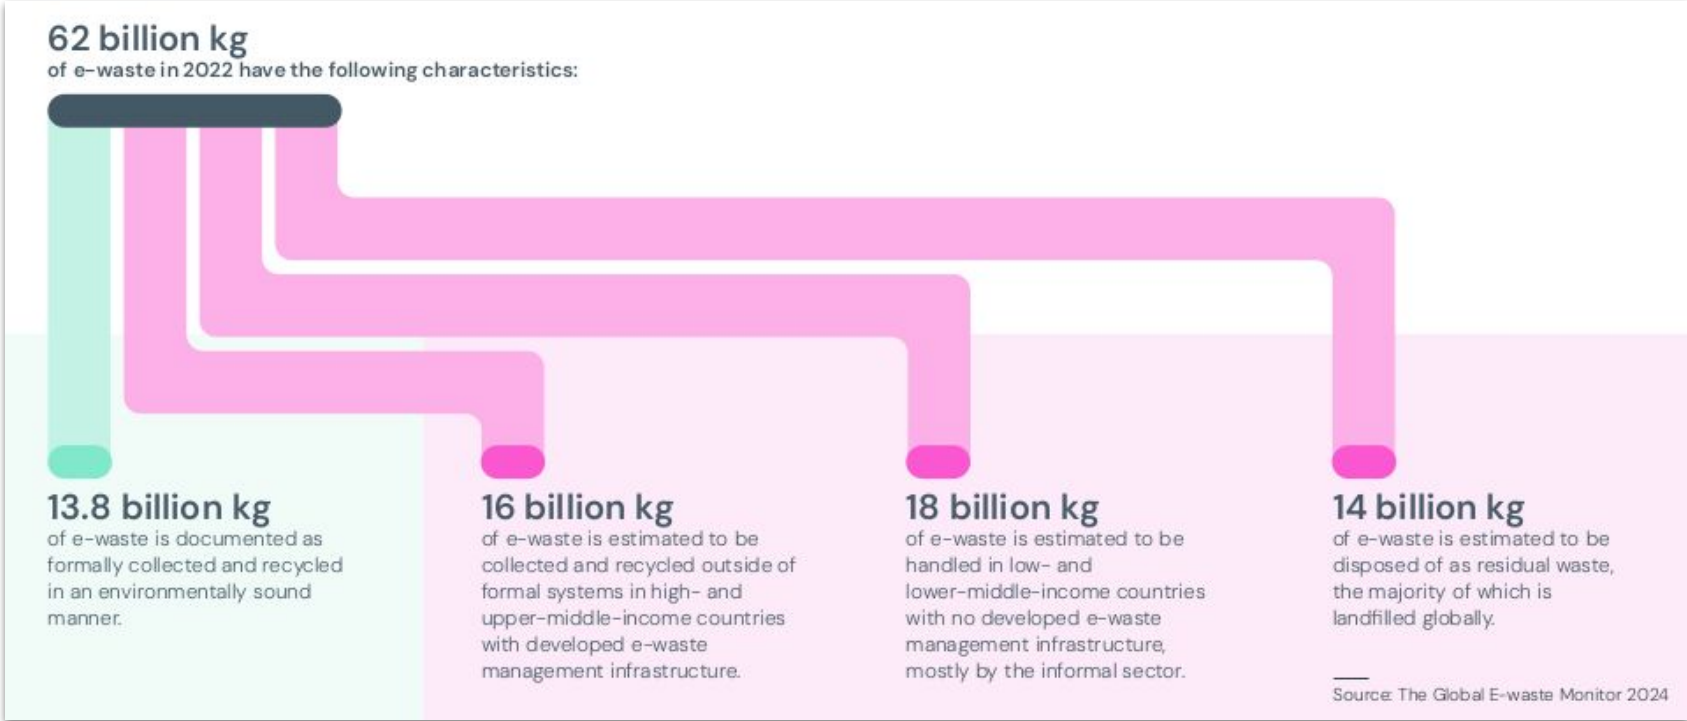 62 billion kg
of e-waste in 2022 have the following characteristics:
13.8 billion kg
of e-waste is documented as
formally collected and recycled
in an environmentally sound
manner.
16 billion kg
of e-waste is estimated to be
collected and recycled outside of
formal systems in high- and
upper-middle-income countries
with developed e-waste
management infrastructure.
18 billion kg
of e-waste is estimated to be
handled in low- and
lower-middle-income countries
with no developed e-waste
management infrastructure,
mostly by the informal sector.
14 billion kg
of e-waste is estimated to be
disposed of as residual waste,
the majority of which is
landfilled globally.
Source: The Global E-waste Monitor 2024